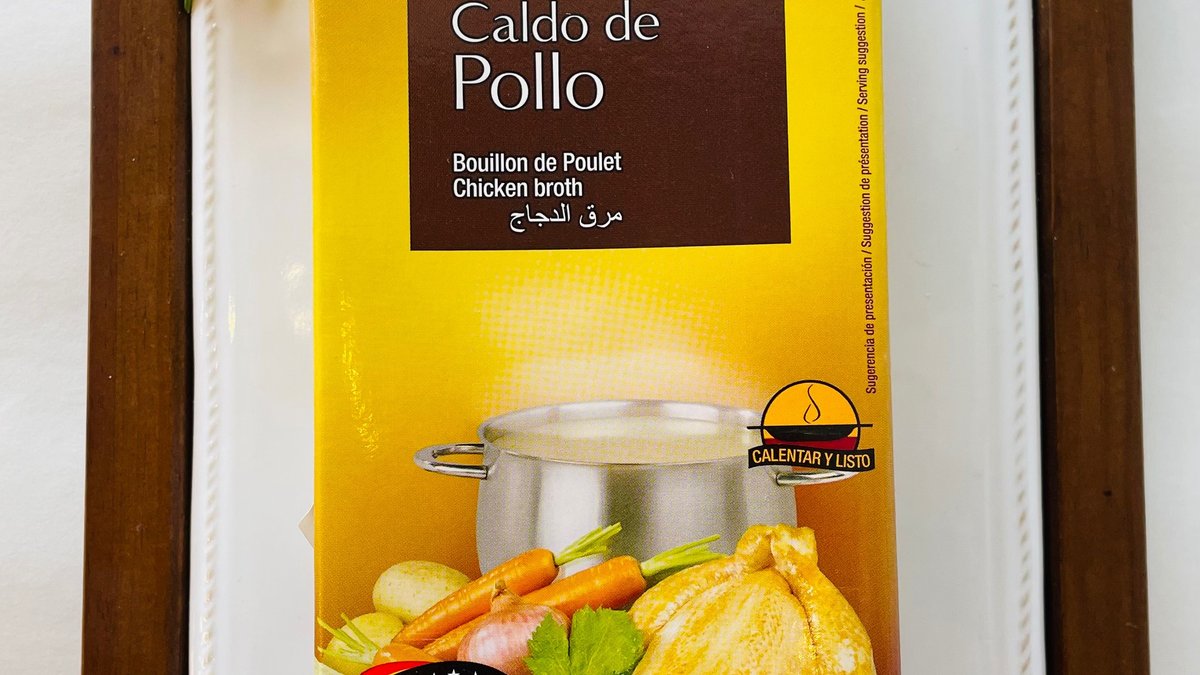 Caldo de
Pollo
Bouillon de Poulet
Chicken broth
مرق الدجاج
Sugerencia de presentación / Suggestion de présentation / Serving suggestion /
CALENTAR Y LISTO